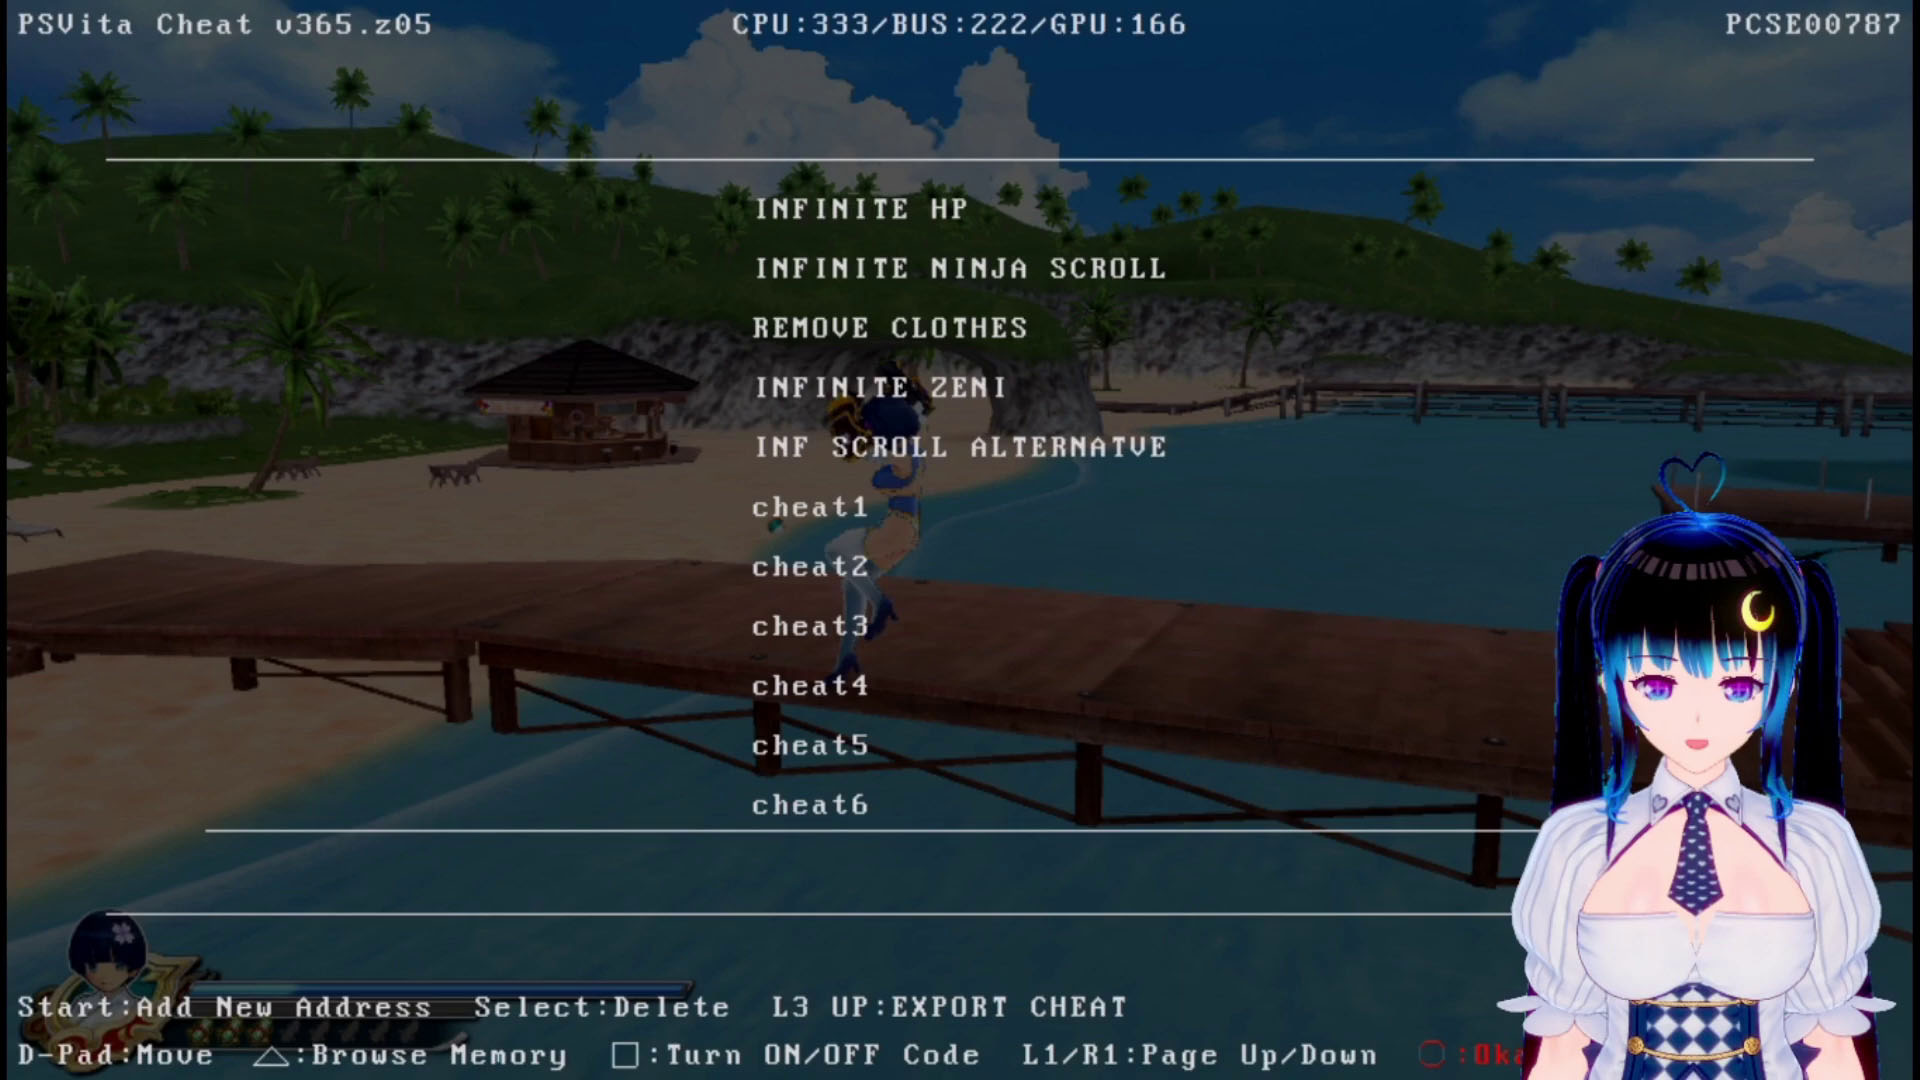 PSVita Cheat v365.z05
CPU:333/BUS:222/GPU:166
PCSE00787
INFINITE HP
INFINITE NINJA SCROLL
REMOVE CLOTHES
INFINITE ZENI
INF SCROLL ALTERNATVE
cheat1
cheat2
cheat3
cheat4
cheat5
cheat6
Start:Add New Address Select:Delete L3 UP:EXPORT CHEAT
D-Pad:Move △:Browse Memory □:Turn ON/OFF Code L1/R1:Page Up/Down ○: